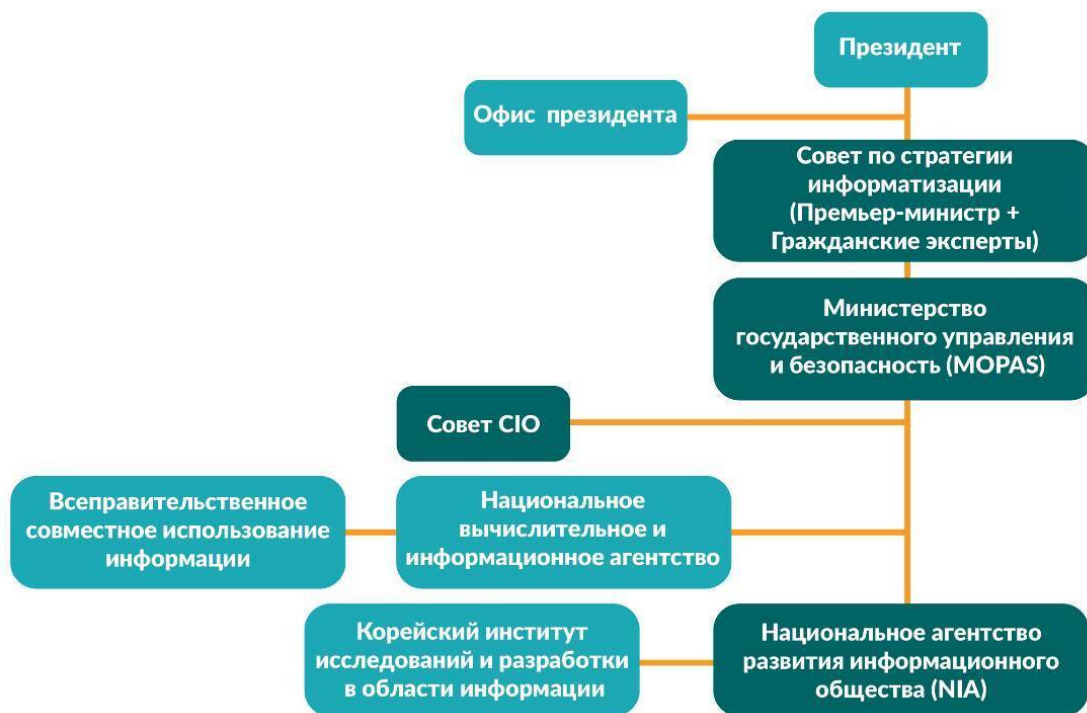 Президент
Офис президента
Совет по стратегии
информатизации
(Премьер-министр +
Гражданские эксперты)
Министерство
государственного управления
и безопасность (MOPAS)
Совет CIO
Всеправительственное
совместное использование
информации
Национальное
вычислительное и
информационное агентство
Корейский институт
исследований и разработки
в области информации
Национальное агентство
развития информационного
общества (NIA)